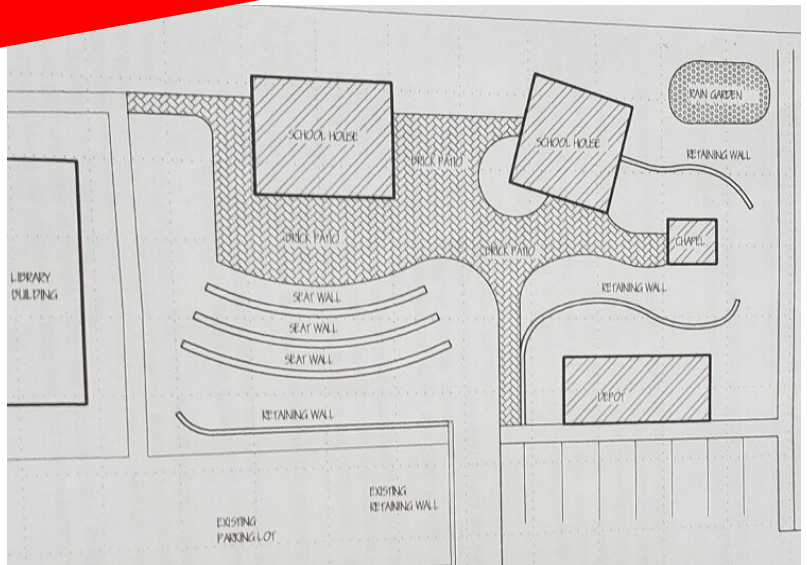 RAIN GARDEN
SCHOOL HOUSE
SCHOOL HOUSE
BRICK PATIO
RETAINING WALL
BRICK PATIO
BRICK PATIO
CHAPEL
LIBRARY
BUILDING
SEAT WALL
RETAINING WALL
SEAT WALL
SEAT WALL
DEPOT
RETAINING WALL
EXISTING
RETAINING WALL
EXISTING
PARKING LOT